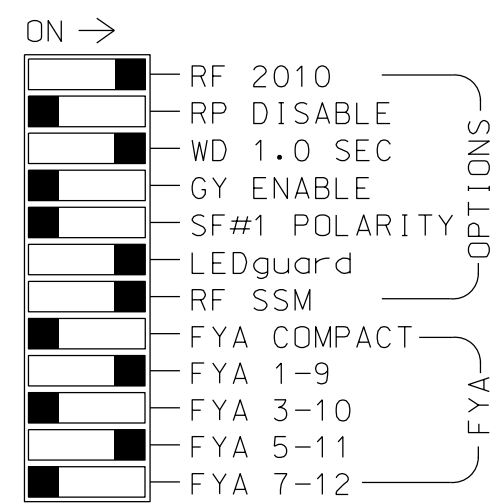 ON →
RF 2010
RP DISABLE
WD 1.0 SEC
GY ENABLE
SF#1 POLARITY
LEDguard
RF SSM
FYA COMPACT
FYA 1-9
FYA 3-10
FYA 5-11
FYA 7-12
OPTIONS
FYA